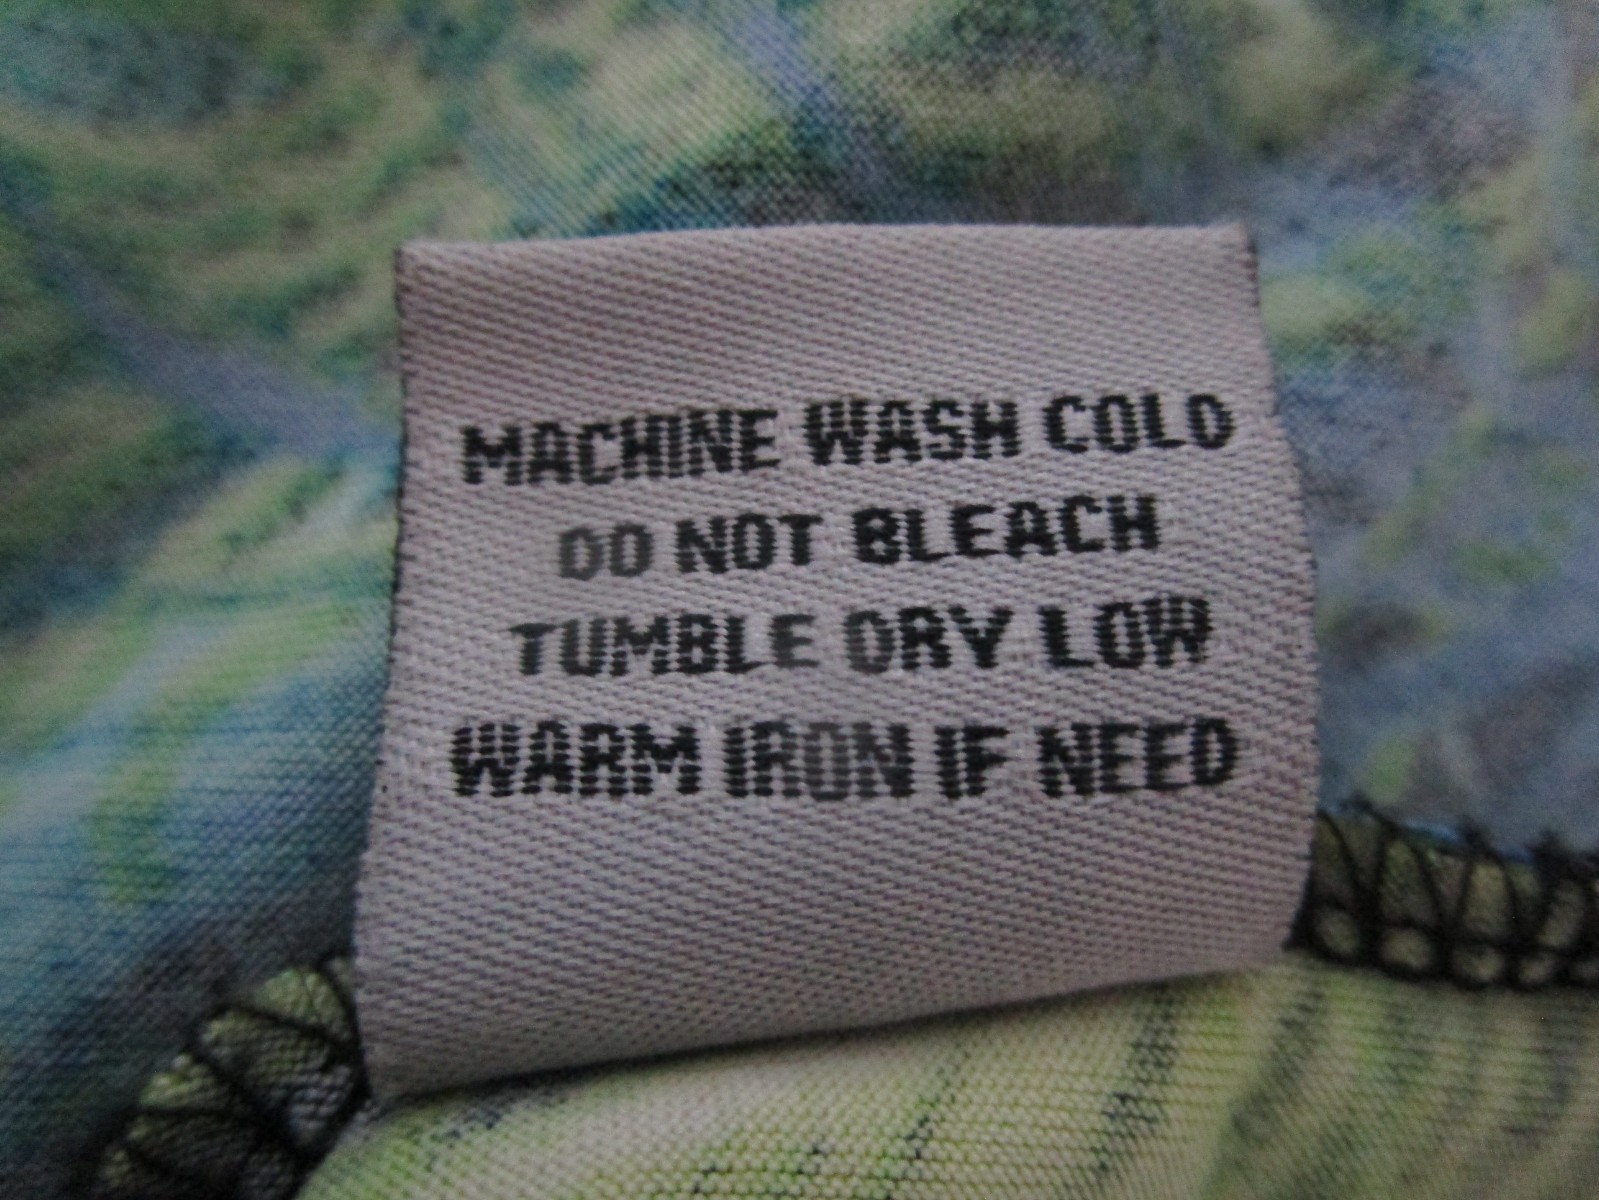 MACHINE WASH COLD
DO NOT BLEACH
TUMBLE DRY LOW
WARM IRON IF NEED